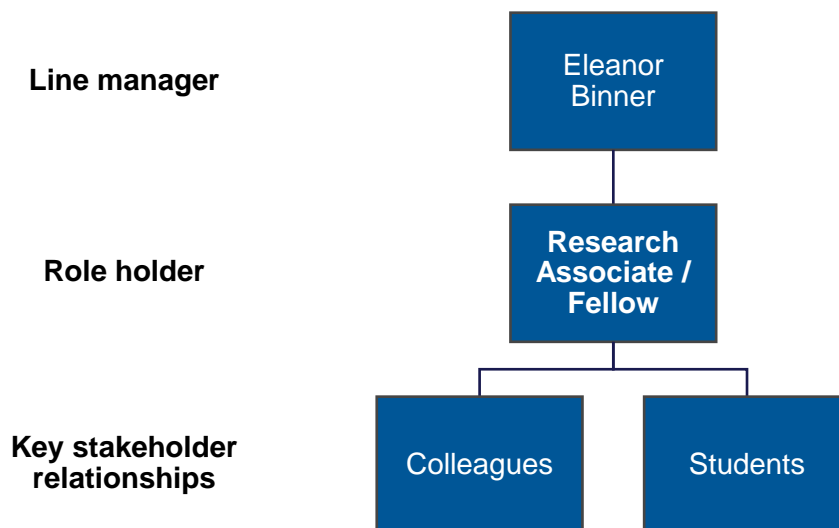 Line manager
Eleanor
Binner
Role holder
Research
Associate /
Fellow
Key stakeholder
relationships
Colleagues
Students